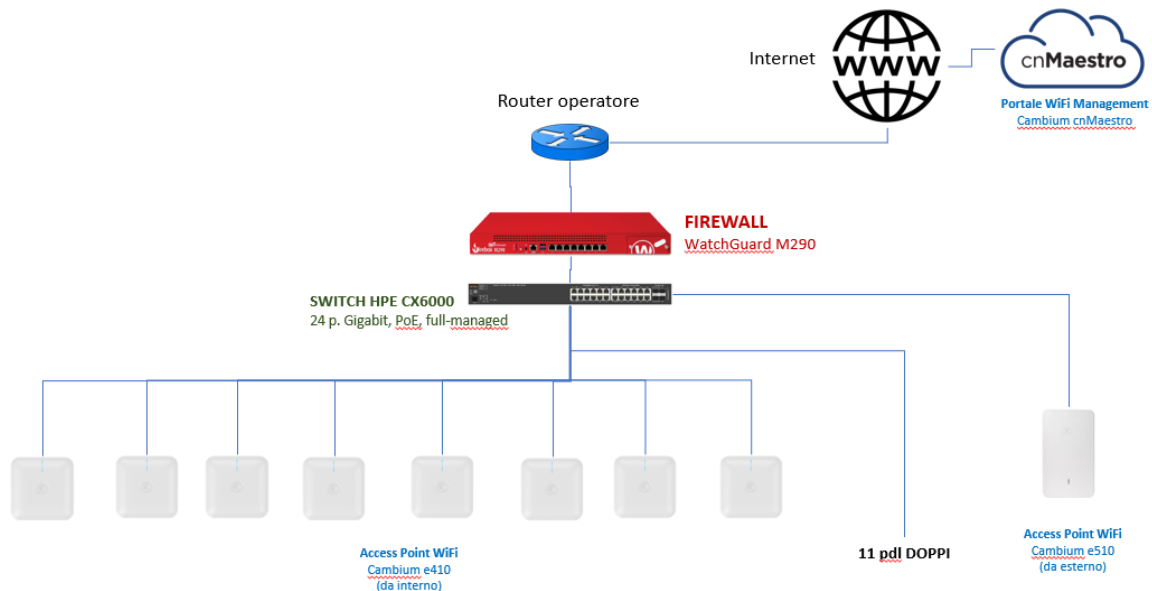 Internet
WWW
cnMaestro
Portale WiFi Management
Cambium cnMaestro
Router operatore
FIREWALL
WatchGuard M290
SWITCH HPE CX6000
24 p. Gigabit, PoE, full-managed
Access Point WiFi
Cambium e410
(da interno)
11 pdl DOPPI
Access Point WiFi
Cambium e510
(da esterno)